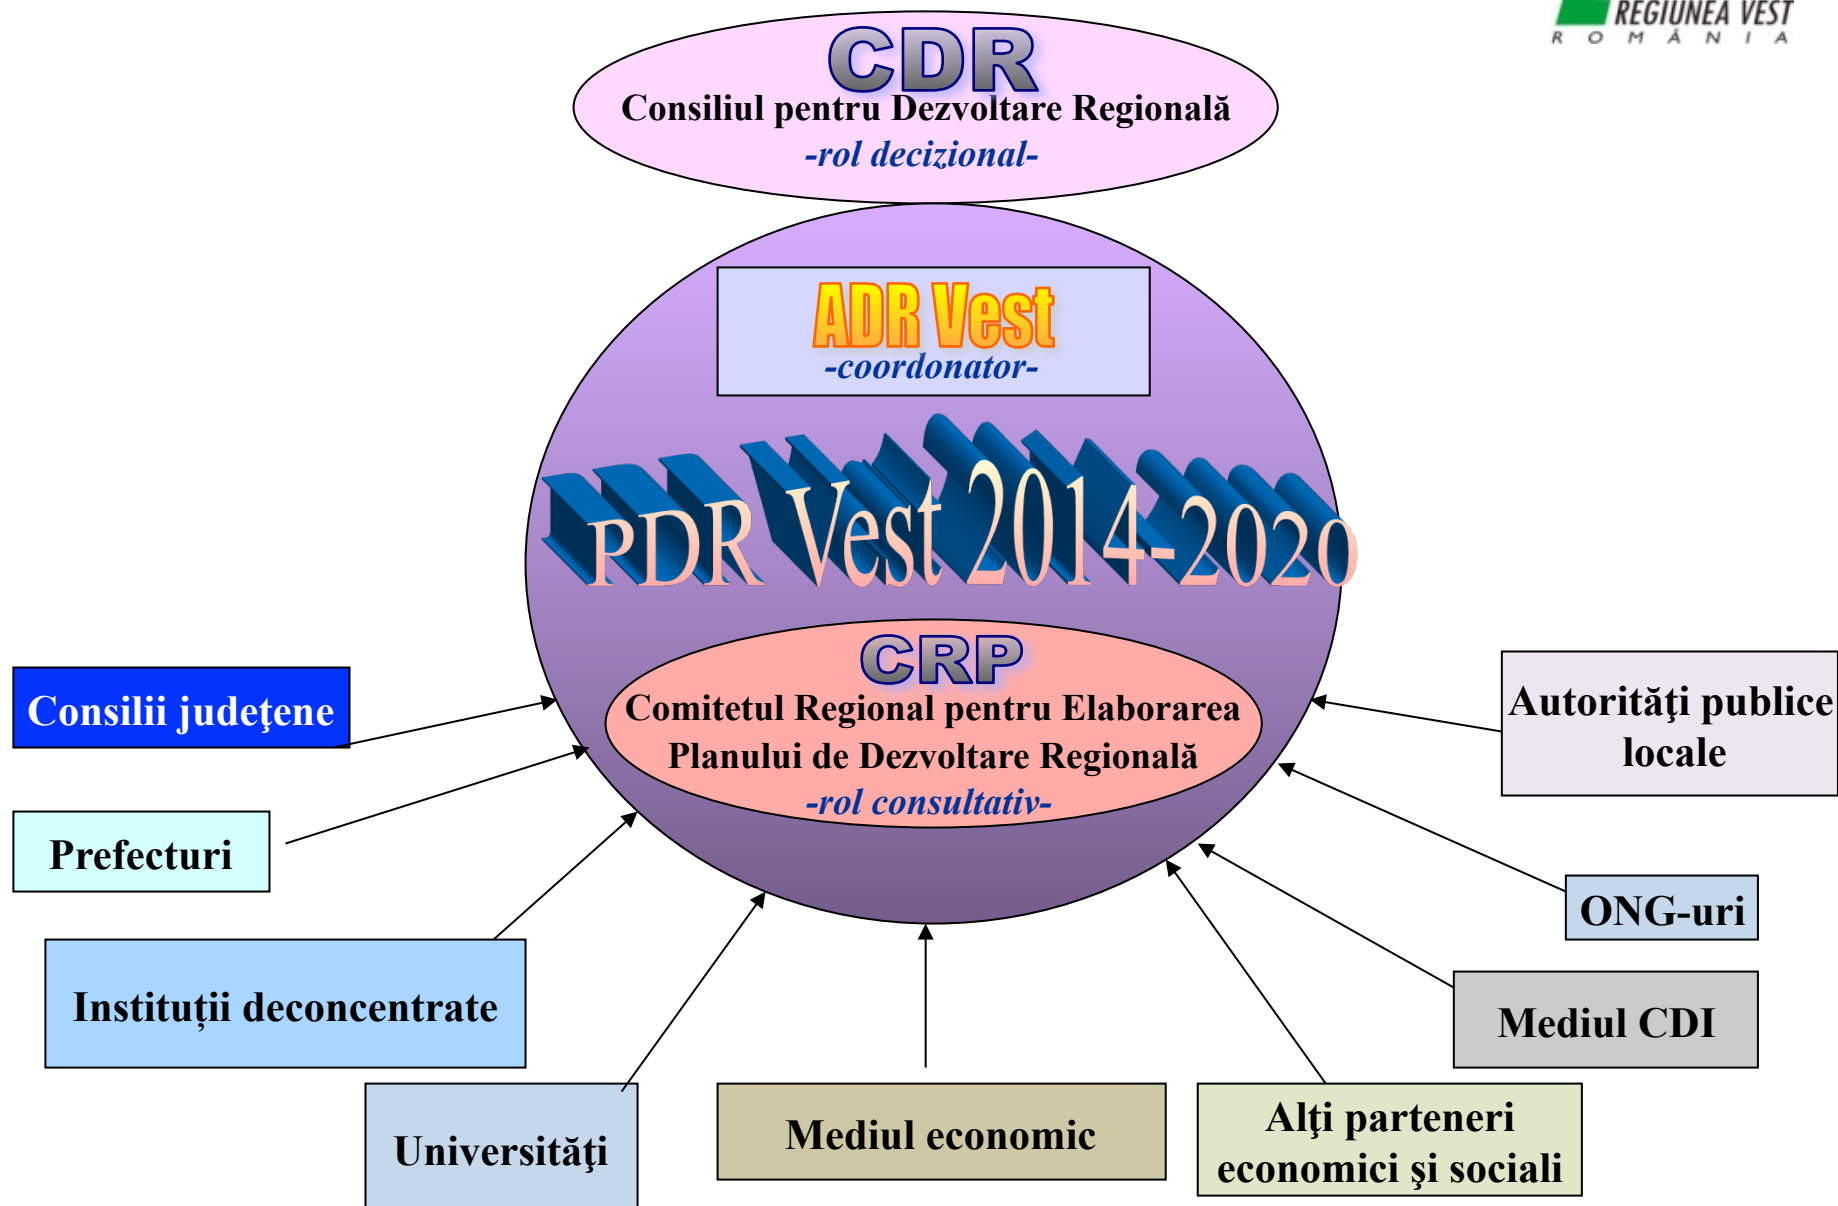 REGIUNEA VEST
ROMÂNIA
CDR
Consiliul pentru Dezvoltare Regională
-rol decizional-
ADR Vest
-coordonator-
PDR Vest 2014-2020
CRP
Comitetul Regional pentru Elaborarea
Planului de Dezvoltare Regională
-rol consultativ-
Consilii judeţene
Prefecturi
Instituții deconcentrate
Universităţi
Mediul economic
Alţi parteneri
economici şi sociali
Mediul CDI
ONG-uri
Autorităţi publice
locale